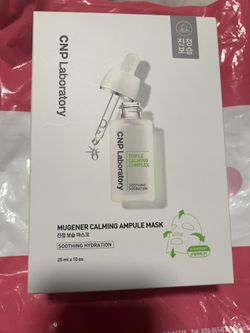 진정
보습
CNP Laboratory
CNP Laboratory
TRIPLE
CALMING
COMPLEX
SOOTHING
HYDRATION
MUGENER CALMING AMPULE MASK
진정 보습 마스크
SOOTHING HYDRATION
25 ml x 10 ea